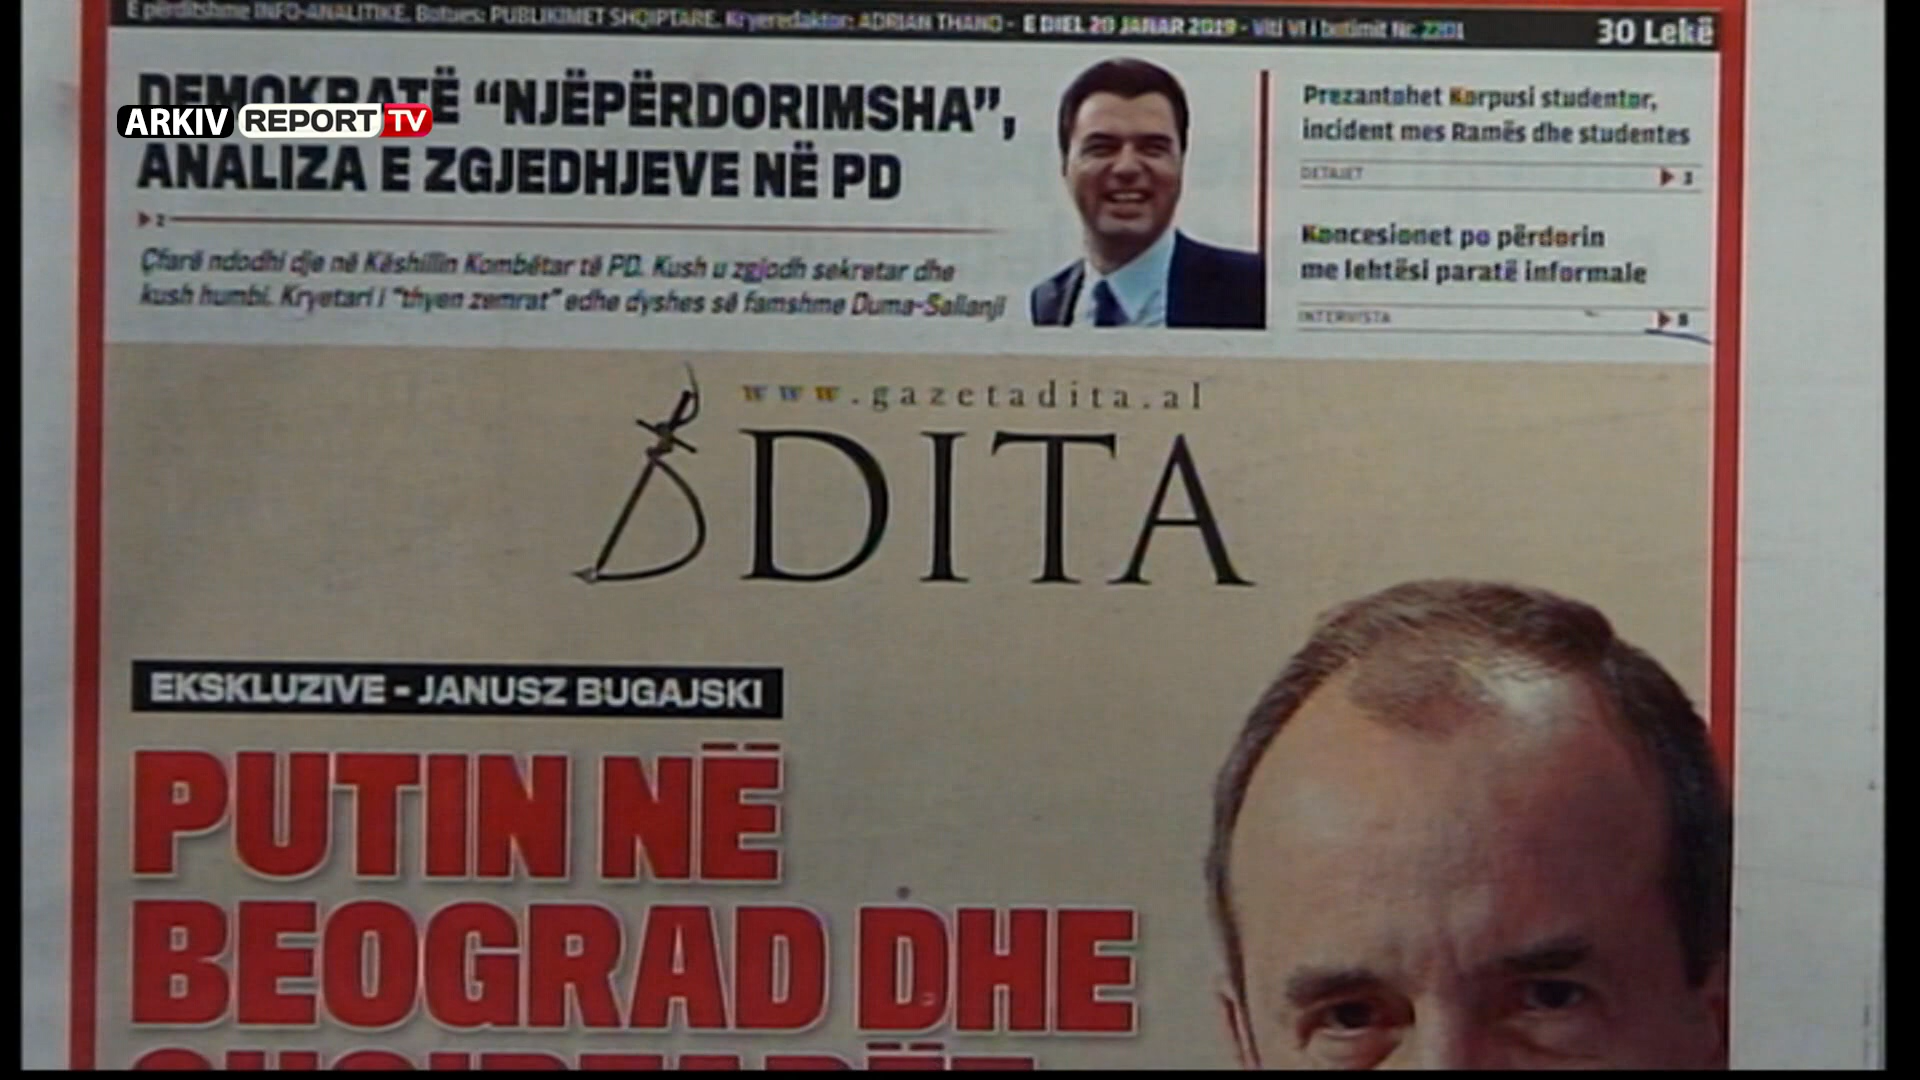 E përditshme INFO-ANALITIKE. Botues: PUBLIKIMET SHQIPTARE. Kryeredaktor: ADRIAN THANO - E DIEL 20 JANAR 2019 - Viti VI i botimit Nr. 2201
30 Lekë
DEMOKRATË “NJËPËRDORIMSHA”,
ARKIV REPORT TV
ANALIZA E ZGJEDHJEVE NË PD
2
Çfarë ndodhi dje në Këshillin Kombëtar të PD. Kush u zgjodh sekretar dhe
kush humbi. Kryetari i "thyen zemrat" edhe dyshes së famshme Duma-Sallanji
Prezantohet Korpusi studentor,
incident mes Ramës dhe studentes
DETAJET 3
Koncesionet po përdorin
me lehtësi paratë informale
INTERVISTA 8
www.gazetadita.al
DITA
EKSKLUZIVE - JANUSZ BUGAJSKI
PUTIN NË
BEOGRAD DHE